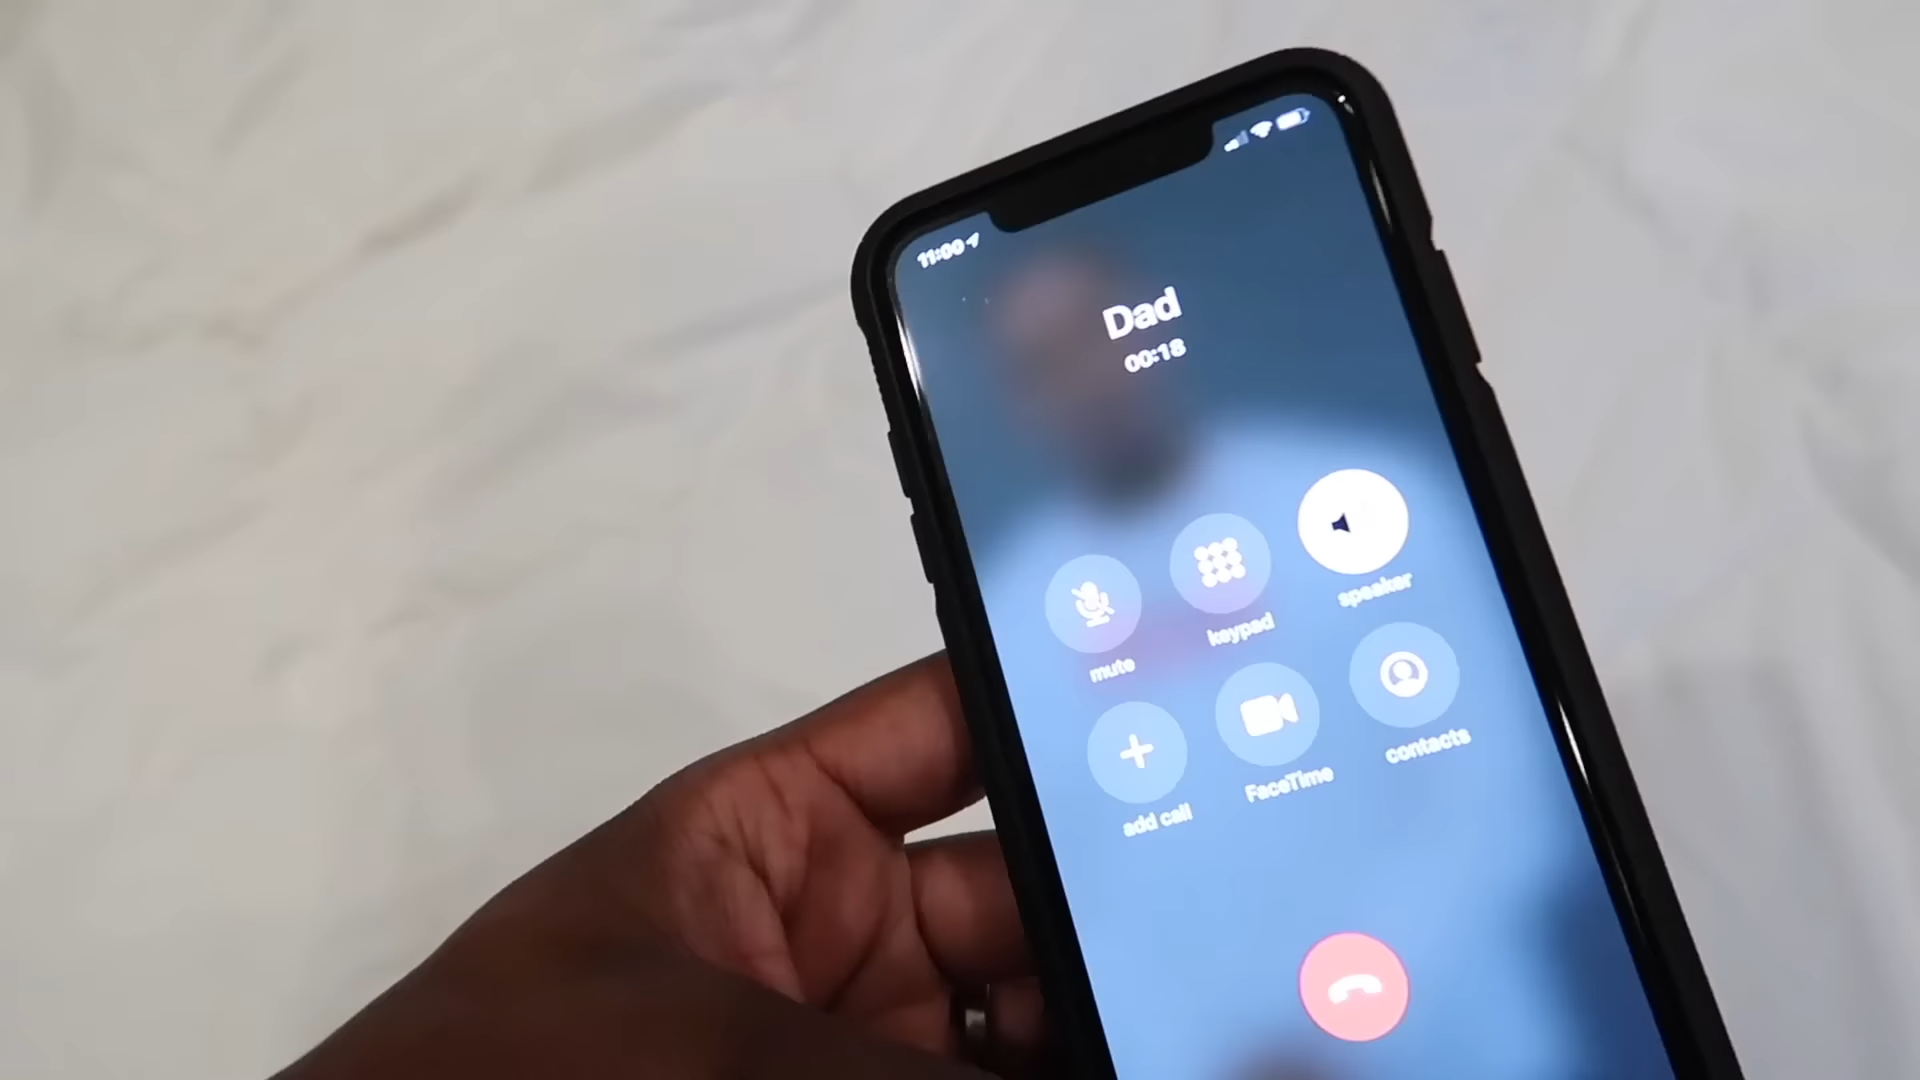 11:00
Dad
00:18
mute
keypad
speaker
add call
FaceTime
contacts